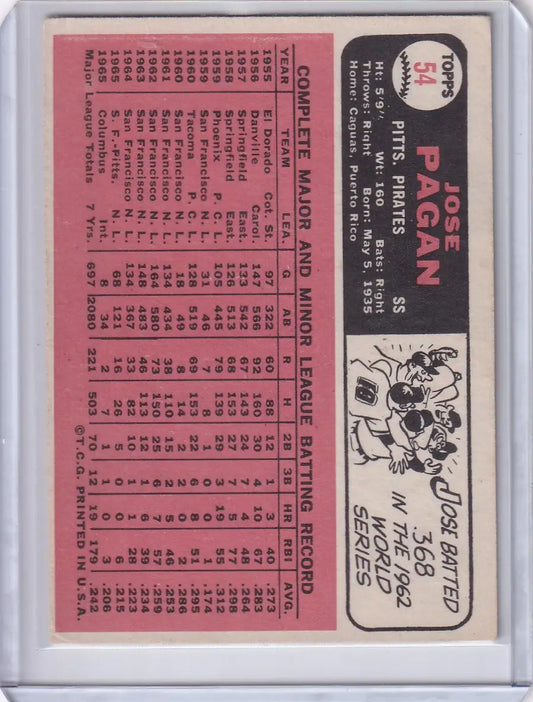 TOPPS
54
JOSE
PAGAN
PITTS. PIRATES SS
Ht: 5'9" Wt: 160 Bats: Right
Throws: Right Born: May 5, 1935
Home: Caguas, Puerto Rico
10
JOSE BATTED
.368
IN THE 1962
WORLD
SERIES
COMPLETE MAJOR AND MINOR LEAGUE BATTING RECORD
YEAR TEAM LEA. G AB R H 2B 3B HR RBI AVG.
1955 El Dorado Cot. St. 97 322 60 88 12 1 3 40 .273
1956 Danville Carol. 147 566 92 160 30 4 10 67 .283
1957 Springfield East. 133 542 67 143 24 7 4 48 .264
1958 Springfield East. 126 513 68 153 27 7 5 77 .298
1959 Phoenix P. C. L. 105 445 79 139 29 3 19 55 .312
1959 San Francisco N. L. 31 46 7 8 1 0 0 1 .174
1960 Tacoma P. C. L. 128 519 153 22 6 8 51 .295
1960 San Francisco N. L. 18 49 8 14 2 2 0 2 .286
1961 San Francisco N. L. 134 434 38 110 15 2 5 46 .253
1962 San Francisco N. L. 164 580 73 150 25 6 7 57 .259
1963 San Francisco N. L. 148 483 46 113 12 1 6 39 .234
1964 San Francisco N. L. 134 367 33 82 10 1 1 28 .223
1965 S. F.-Pitts. N. L. 68 121 16 26 5 0 0 6 .215
1965 Columbus Int. 8 34 2 7 1 1 0 3 .206
Major League Totals 7 Yrs. 697 2080 221 503 70 12 19 179 .242
©T.C.G. PRINTED IN U.S.A.